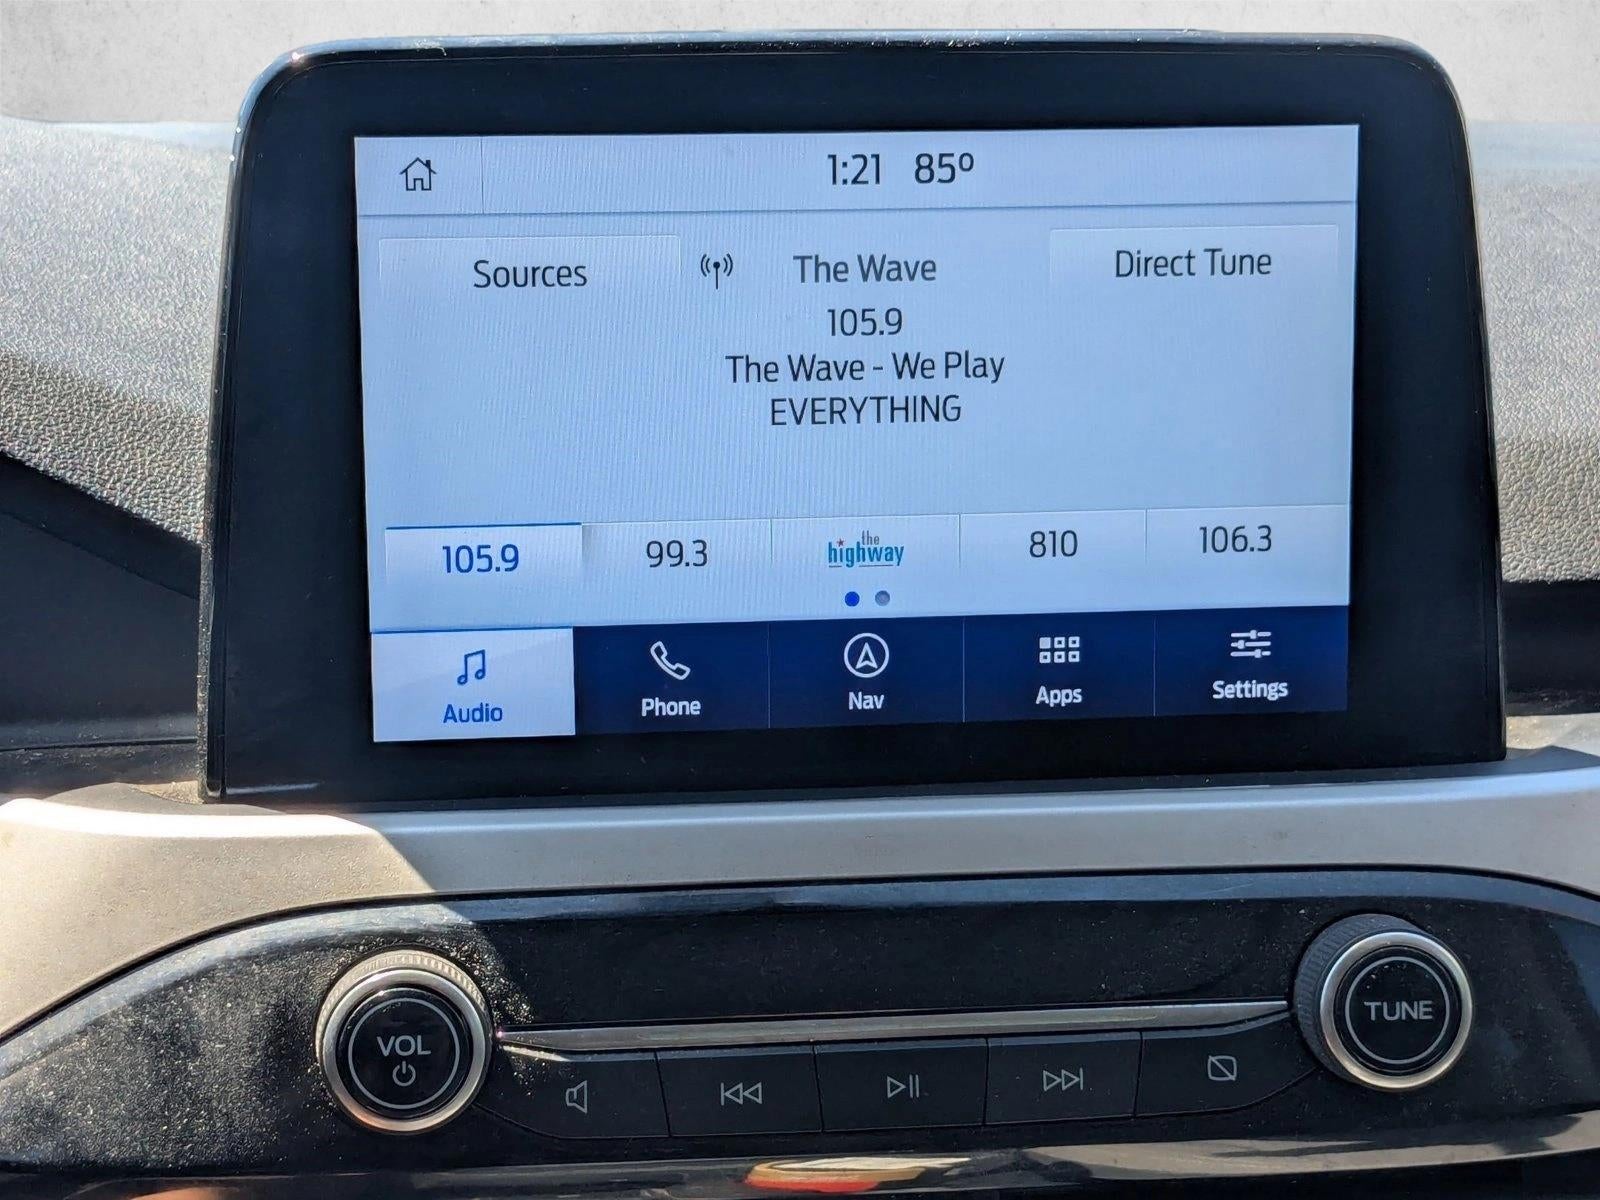 1:21 85º
Sources
The Wave
Direct Tune
105.9
The Wave - We Play
EVERYTHING
105.9
99.3
the
highway
810
106.3
Audio
Phone
Nav
Apps
Settings
VOL
TUNE